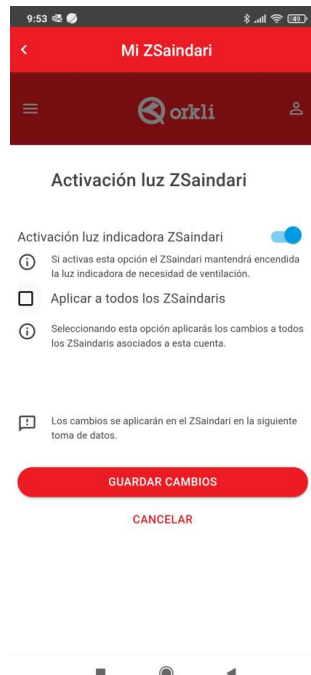 9:53
49
Mi ZSaindari
orkli
Activación luz ZSaindari
Activación luz indicadora ZSaindari
Si activas esta opción el ZSaindari mantendrá encendida
la luz indicadora de necesidad de ventilación.
Aplicar a todos los ZSaindaris
Seleccionando esta opción aplicarás los cambios a todos
los ZSaindaris asociados a esta cuenta.
Los cambios se aplicarán en el ZSaindari en la siguiente
toma de datos.
GUARDAR CAMBIOS
CANCELAR